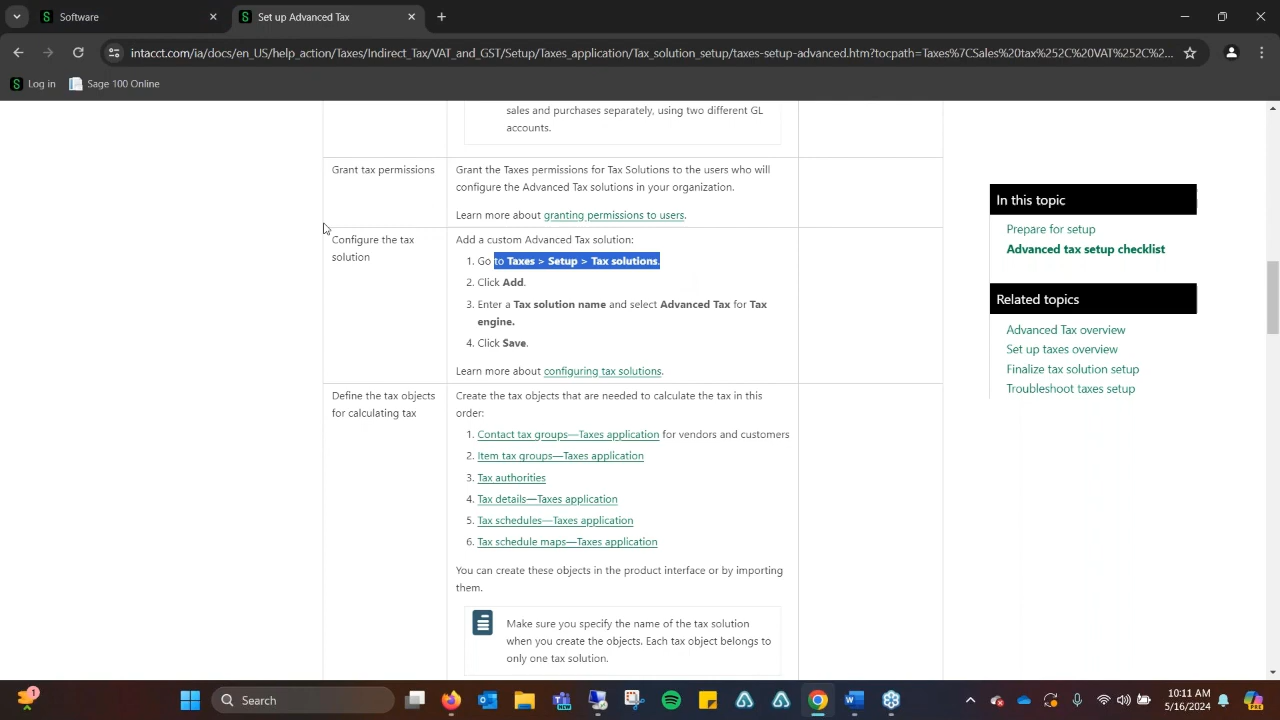 Software
Set up Advanced Tax
intacct.com/ia/docs/en_US/help_action/Taxes/Indirect_Tax/VAT_and_GST/Setup/Taxes_application/Tax_solution_setup/taxes-setup-advanced.htm?tocpath=Taxes%7CSales%20tax%252C%20VAT%252C%2...
Log in
Sage 100 Online
sales and purchases separately, using two different GL
accounts.
Grant tax permissions
Grant the Taxes permissions for Tax Solutions to the users who will
configure the Advanced Tax solutions in your organization.
Learn more about granting permissions to users.
Configure the tax
solution
Add a custom Advanced Tax solution:
1. Go to Taxes > Setup > Tax solutions.
2. Click Add.
3. Enter a Tax solution name and select Advanced Tax for Tax
engine.
4. Click Save.
Learn more about configuring tax solutions.
Define the tax objects
for calculating tax
Create the tax objects that are needed to calculate the tax in this
order:
1. Contact tax groups—Taxes application for vendors and customers
2. Item tax groups—Taxes application
3. Tax authorities
4. Tax details—Taxes application
5. Tax schedules—Taxes application
6. Tax schedule maps—Taxes application
You can create these objects in the product interface or by importing
them.
Make sure you specify the name of the tax solution
when you create the objects. Each tax object belongs to
only one tax solution.
In this topic
Prepare for setup
Advanced tax setup checklist
Related topics
Advanced Tax overview
Set up taxes overview
Finalize tax solution setup
Troubleshoot taxes setup
1
Search
10:11 AM
5/16/2024